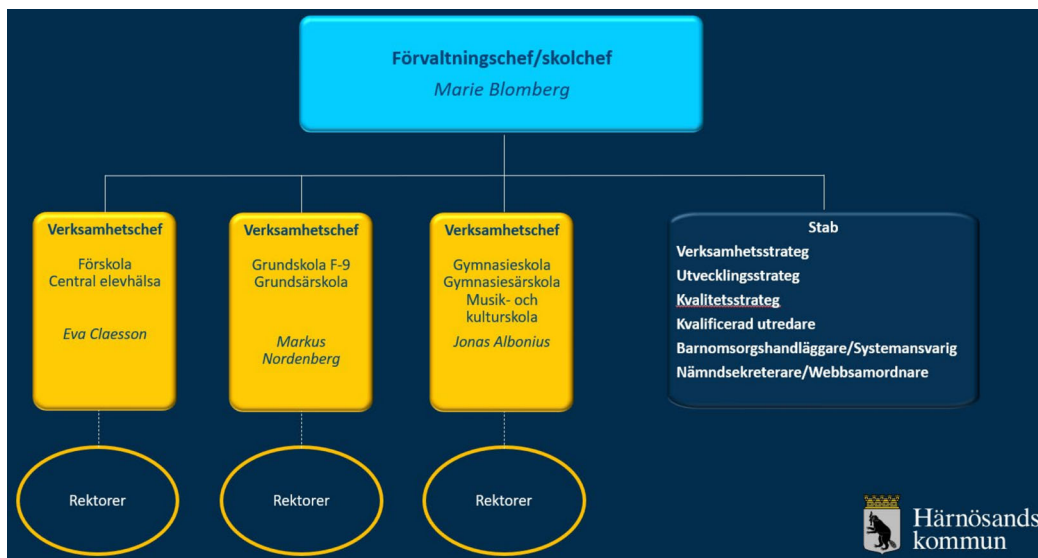 Förvaltningschef/skolchef
Marie Blomberg
Verksamhetschef
Förskola
Central elevhälsa
Eva Claesson
Verksamhetschef
Grundskola F-9
Grundsärskola
Markus
Nordenberg
Verksamhetschef
Gymnasieskola
Gymnasiesärskola
Musik- och
kulturskola
Jonas Albonius
Stab
Verksamhetsstrateg
Utvecklingsstrateg
Kvalitetsstrateg
Kvalificerad utredare
Barnomsorgshandläggare/Systemansvarig
Nämndsekreterare/Webbsamordnare
Rektorer
Rektorer
Rektorer
Härnösands
kommun